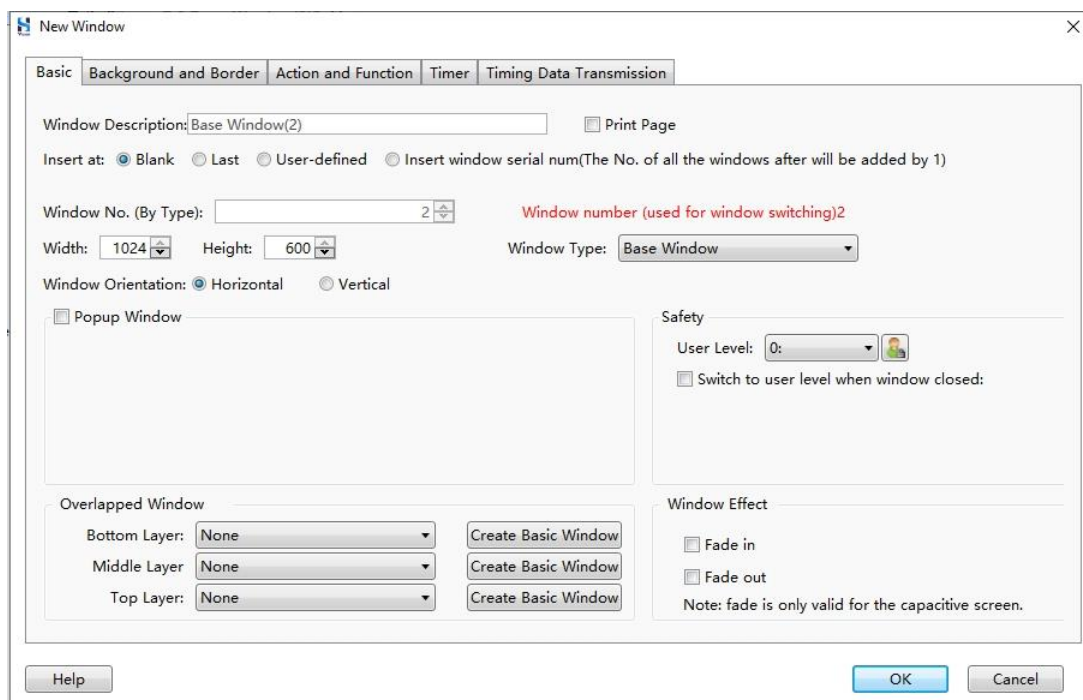 New Window
Basic Background and Border Action and Function Timer Timing Data Transmission
Window Description: Base Window(2) Print Page
Insert at: Blank Last User-defined Insert window serial num(The No. of all the windows after will be added by 1)
Window No. (By Type): 2 Window number (used for window switching)2
Width: 1024 Height: 600 Window Type: Base Window
Window Orientation: Horizontal Vertical
Popup Window
Safety
User Level: 0:
Switch to user level when window closed:
Overlapped Window
Bottom Layer: None Create Basic Window
Middle Layer None Create Basic Window
Top Layer: None Create Basic Window
Window Effect
Fade in
Fade out
Note: fade is only valid for the capacitive screen.
Help OK Cancel